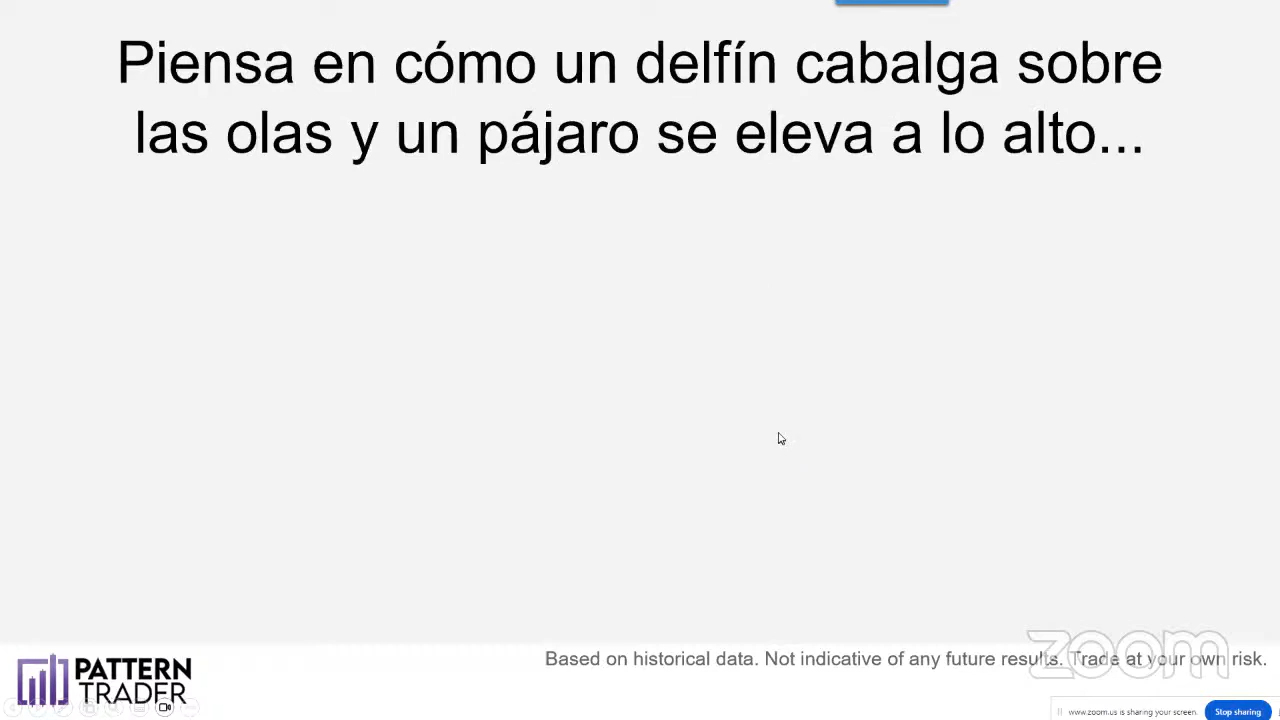 Piensa en cómo un delfín cabalga sobre
las olas y un pájaro se eleva a lo alto...
zoom
Based on historical data. Not indicative of any future results. Trade at your own risk.
PATTERN
TRADER
www.zoom.us is sharing your screen.
Stop sharing